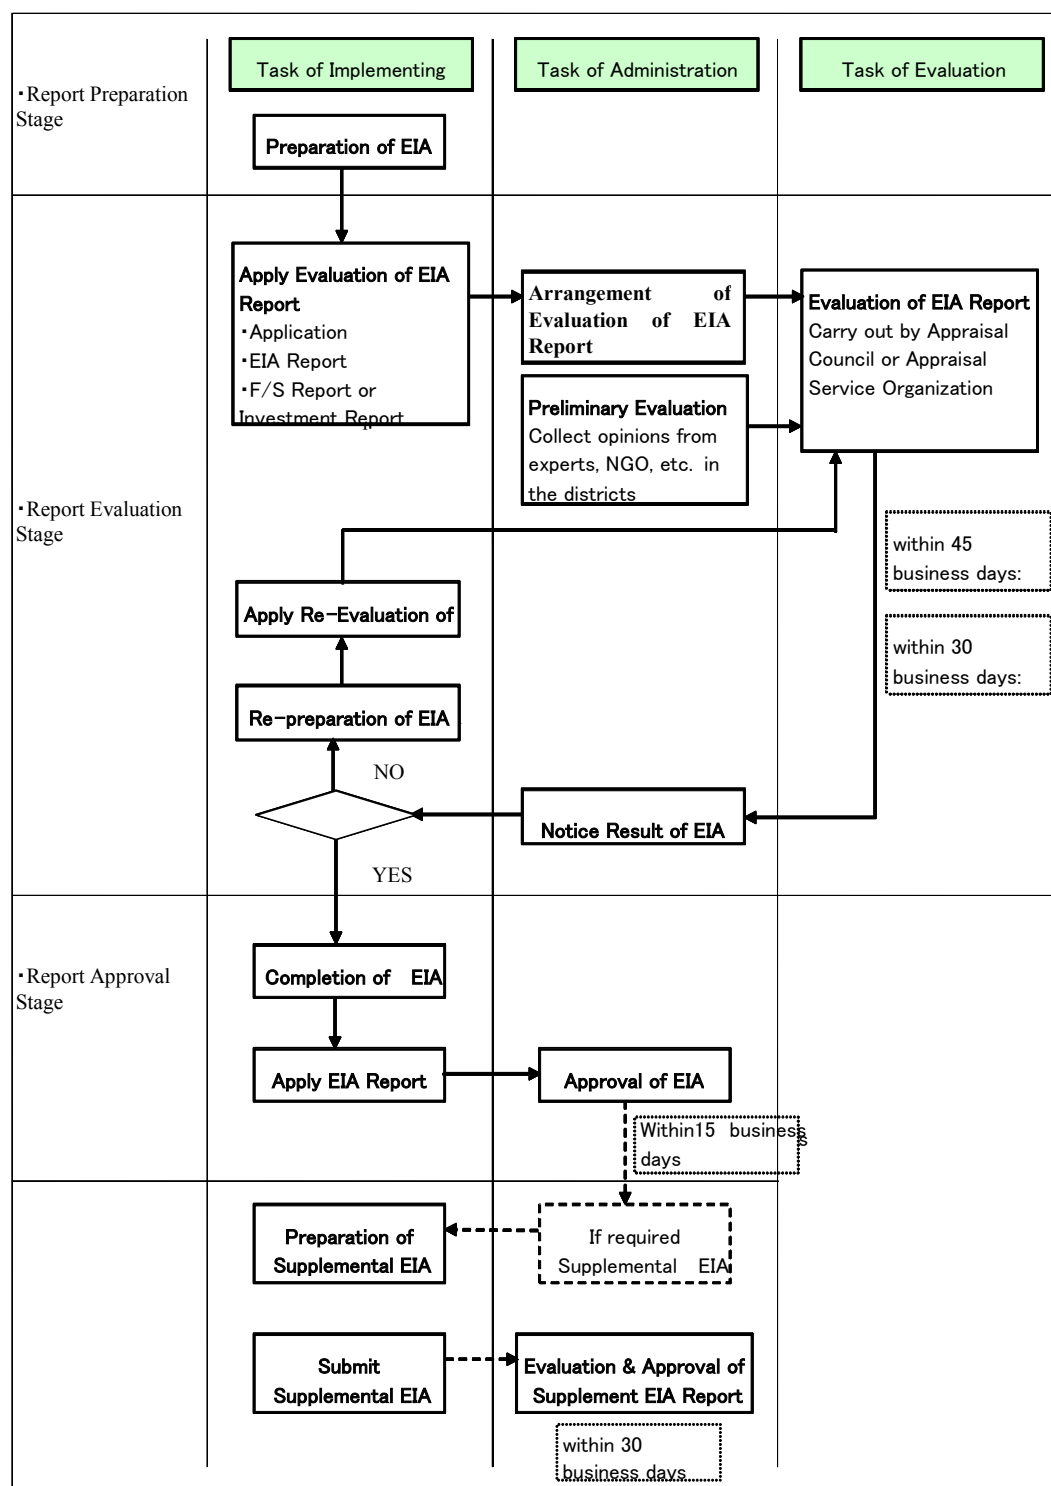 Task of Implementing
Task of Administration
Task of Evaluation
・Report Preparation
Stage
Preparation of EIA
Apply Evaluation of EIA
Report
・Application
・EIA Report
・F/S Report or
Investment Report
Arrangement of
Evaluation of EIA
Report
Evaluation of EIA Report
Carry out by Appraisal
Council or Appraisal
Service Organization
Preliminary Evaluation
Collect opinions from
experts, NGO, etc. in
the districts
・Report Evaluation
Stage
within 45
business days:
Apply Re-Evaluation of
within 30
business days:
Re-preparation of EIA
NO
Notice Result of EIA
YES
・Report Approval
Stage
Completion of EIA
Apply EIA Report
Approval of EIA
Within15 business
days
s
Preparation of
Supplemental EIA
If required
Supplemental EIA
Submit
Supplemental EIA
Evaluation & Approval of
Supplement EIA Report
within 30
business days